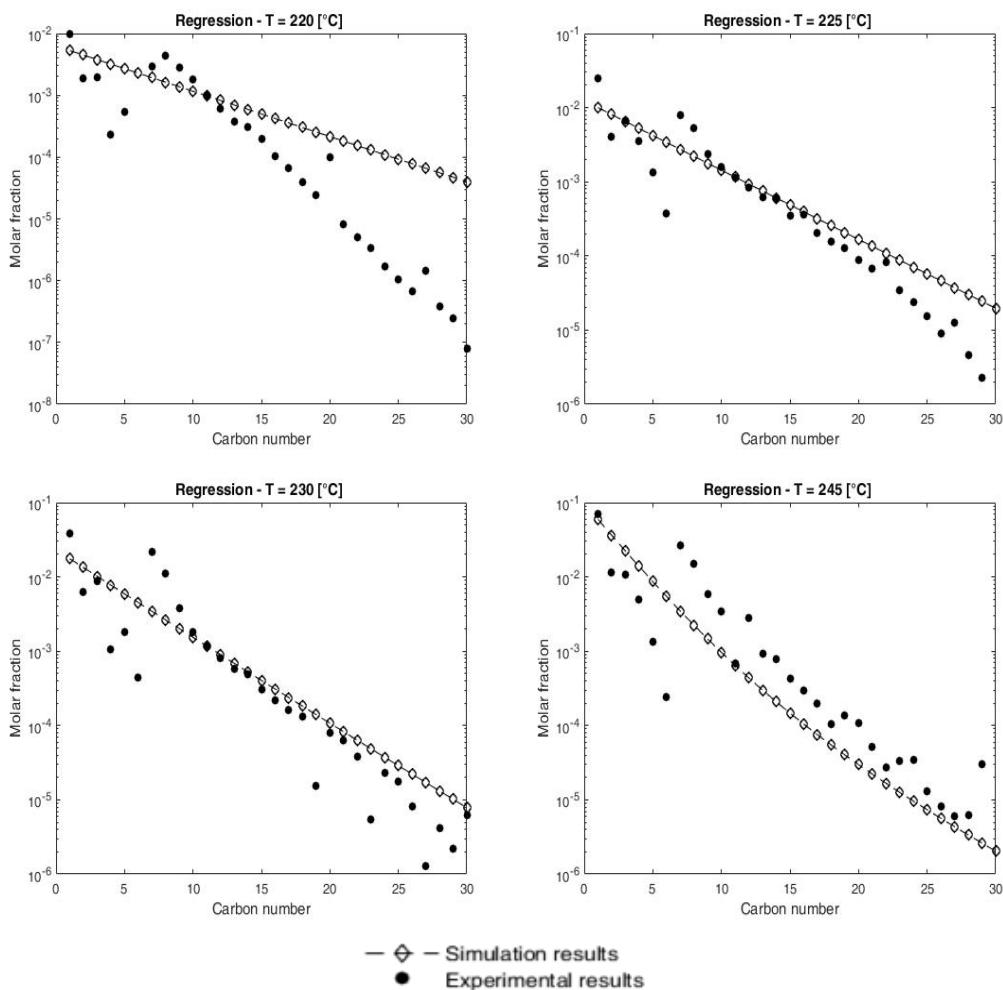 Regression - T = 220 [°C]
10^-2
10^-3
10^-4
10^-5
10^-6
10^-7
10^-8
Molar fraction
0 5 10 15 20 25 30
Carbon number
Regression - T = 225 [°C]
10^-1
10^-2
10^-3
10^-4
10^-5
10^-6
Molar fraction
0 5 10 15 20 25 30
Carbon number
Regression - T = 230 [°C]
10^-1
10^-2
10^-3
10^-4
10^-5
10^-6
Molar fraction
0 5 10 15 20 25 30
Carbon number
Regression - T = 245 [°C]
10^-1
10^-2
10^-3
10^-4
10^-5
10^-6
Molar fraction
0 5 10 15 20 25 30
Carbon number
Simulation results
Experimental results